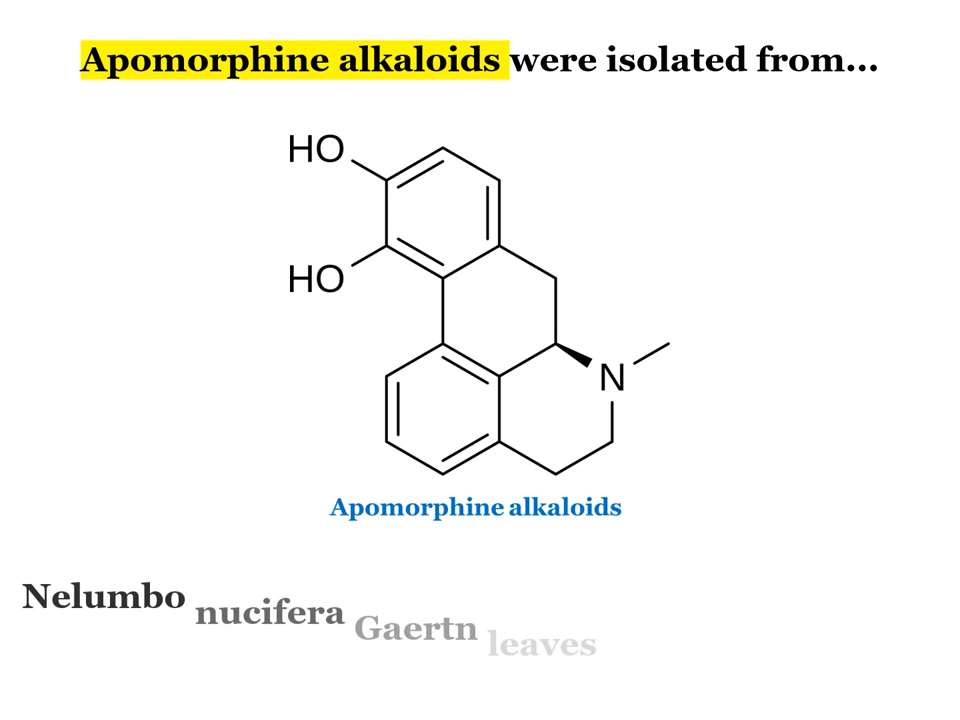 Apomorphine alkaloids were isolated from...
HO
HO
N
Apomorphine alkaloids
Nelumbo nucifera Gaertn leaves